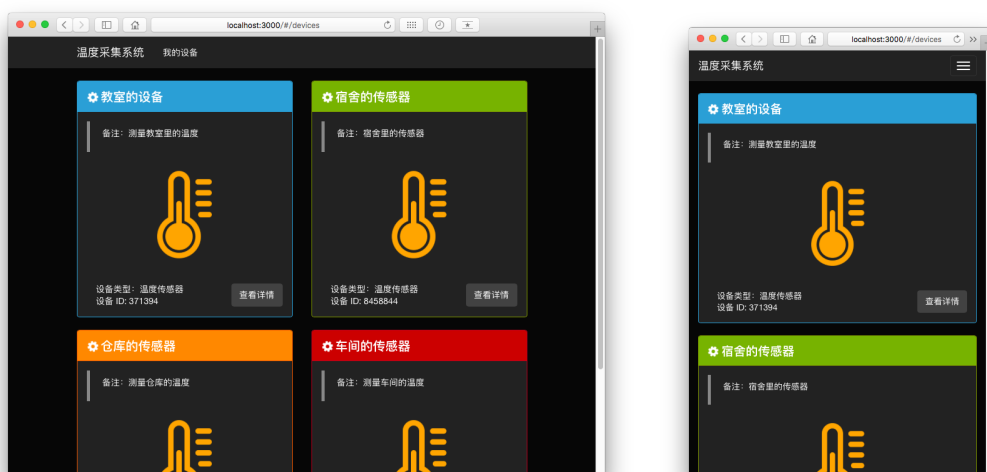 localhost:3000/#/devices
温度采集系统 我的设备
教室的设备
备注：测量教室里的温度
设备类型：温度传感器
设备 ID: 371394
查看详情
宿舍的传感器
备注：宿舍里的传感器
设备类型：温度传感器
设备 ID: 8458844
查看详情
仓库的传感器
备注：测量仓库的温度
车间的传感器
备注：测量车间的温度
localhost:3000/#/devices
温度采集系统
教室的设备
备注：测量教室里的温度
设备类型：温度传感器
设备 ID: 371394
查看详情
宿舍的传感器
备注：宿舍里的传感器